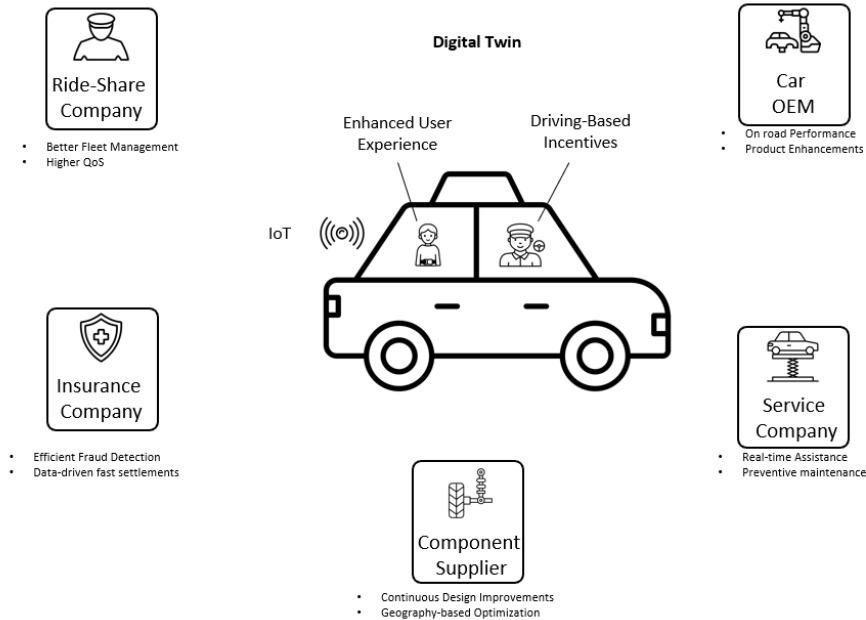 Digital Twin
Ride-Share
Company
• Better Fleet Management
• Higher QoS
Enhanced User
Experience
Driving-Based
Incentives
Car
OEM
• On road Performance
• Product Enhancements
IoT
Insurance
Company
• Efficient Fraud Detection
• Data-driven fast settlements
Service
Company
• Real-time Assistance
• Preventive maintenance
Component
Supplier
• Continuous Design Improvements
• Geography-based Optimization